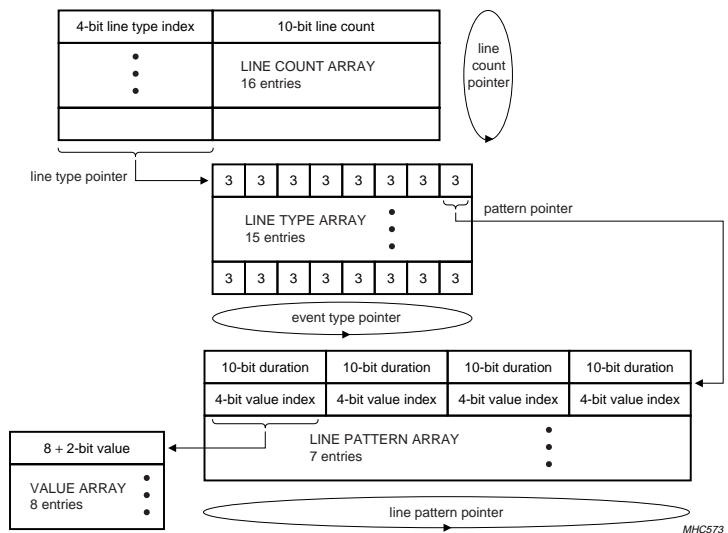 4-bit line type index 10-bit line count
LINE COUNT ARRAY
16 entries
line
count
pointer
line type pointer
3 3 3 3 3 3 3 3
pattern pointer
LINE TYPE ARRAY
15 entries
3 3 3 3 3 3 3 3
event type pointer
10-bit duration 10-bit duration 10-bit duration 10-bit duration
4-bit value index 4-bit value index 4-bit value index 4-bit value index
8 + 2-bit value
LINE PATTERN ARRAY
7 entries
VALUE ARRAY
8 entries
line pattern pointer
MHC573